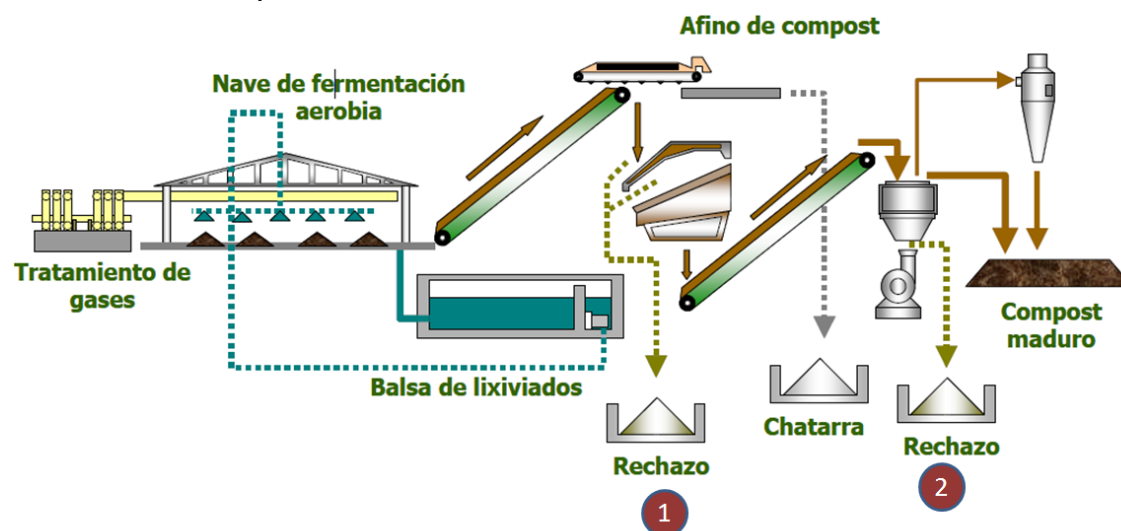 Afino de compost
Nave de fermentación
aerobia
Tratamiento de
gases
Compost
maduro
Balsa de lixiviados
Chatarra
Rechazo
Rechazo
1
2